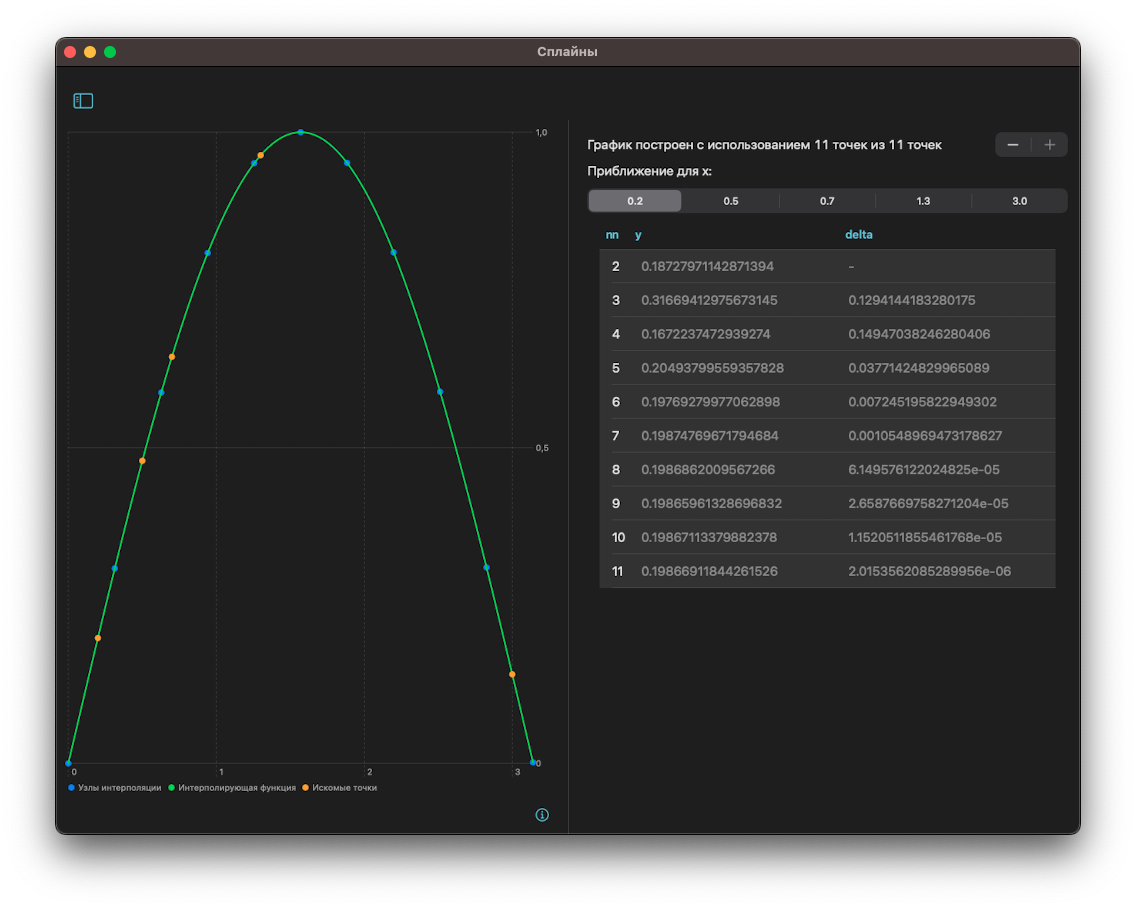 Сплайны
1,0
0,5
0
0 1 2 3
Узлы интерполяции Интерполирующая функция Искомые точки
График построен с использованием 11 точек из 11 точек
Приближение для x:
0.2 0.5 0.7 1.3 3.0
nn y delta
2 0.18727971142871394 -
3 0.31669412975673145 0.1294144183280175
4 0.1672237472939274 0.14947038246280406
5 0.20493799559357828 0.03771424829965089
6 0.19769279977062898 0.007245195822949302
7 0.19874769671794684 0.0010548969473178627
8 0.1986862009567266 6.149576122024825e-05
9 0.19865961328696832 2.6587669758271204e-05
10 0.19867113379882378 1.1520511855461768e-05
11 0.19866911844261526 2.0153562085289956e-06